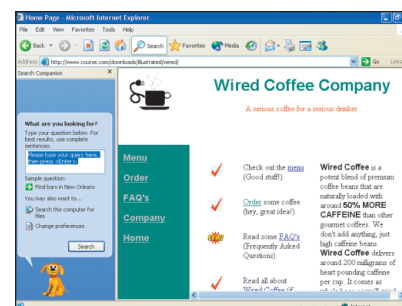 Home Page - Microsoft Internet Explorer
File Edit View Favorites Tools Help
Back Search Favorites Media
Address http://www.course.com/downloads/illustrated/wired/ Go Links
Search Companion
What are you looking for?
Type your question below. For
best results, use complete
sentences.
Please type your query here,
then press <Enter>.
Sample question:
Find bars in New Orleans
You may also want to...
Search this computer for
files
Change preferences
Search
Menu
Order
FAQ's
Company
Home
Wired Coffee Company
A serious coffee for a serious drinker.
Check out the menu
(Good stuff!).
Order some coffee
(hey, great idea!).
Read some FAQ's
(Frequently Asked
Questions).
Read all about
Wired Coffee (if
Wired Coffee is a
potent blend of premium
coffee beans that are
naturally loaded with
around 50% MORE
CAFFEINE than other
gourmet coffees. We
don't add anything, just
high caffeine beans.
Wired Coffee delivers
around 200 milligrams of
heart pounding caffeine
per cup. It comes as